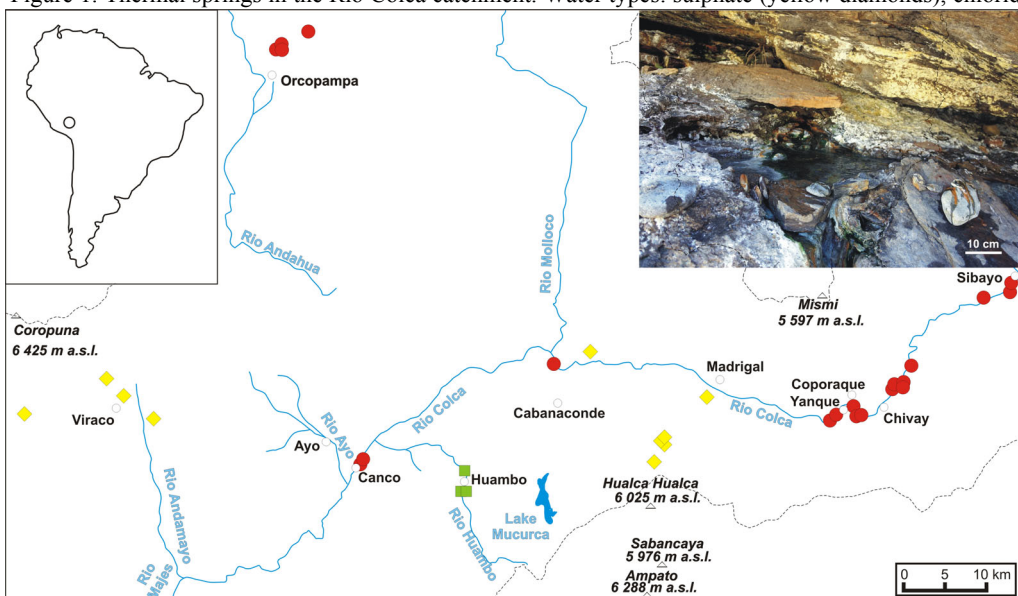 Figure 1. Thermal springs in the Rio Colca catchment. Water types: sulphate (yellow diamonds), chlorid
Orcopampa
Rio Andahua
Rio Molloco
10 cm
Sibayo
Mismi
5 597 m a.s.l.
Coropuna
6 425 m a.s.l.
Madrigal
Viraco
Cabanaconde
Coporaque
Yanque
Chivay
Rio Colca
Rio Colca
Ayo
Rio Ayo
Canco
Huambo
Rio Andamayo
Rio Huambo
Lake
Mucurca
Hualca Hualca
6 025 m a.s.l.
Sabancaya
5 976 m a.s.l.
Ampato
6 288 m a.s.l.
Rio
Majes
0 5 10 km